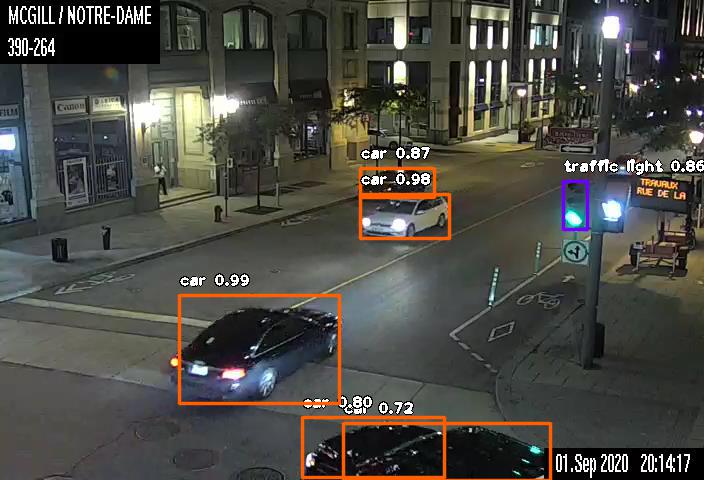 MCGILL / NOTRE-DAME
390-264
Canon
car 0.87
car 0.98
traffic light 0.86
TRAVAUX
RUE DE LA
car 0.99
car 0.80
car 0.72
01.Sep 2020 20:14:17